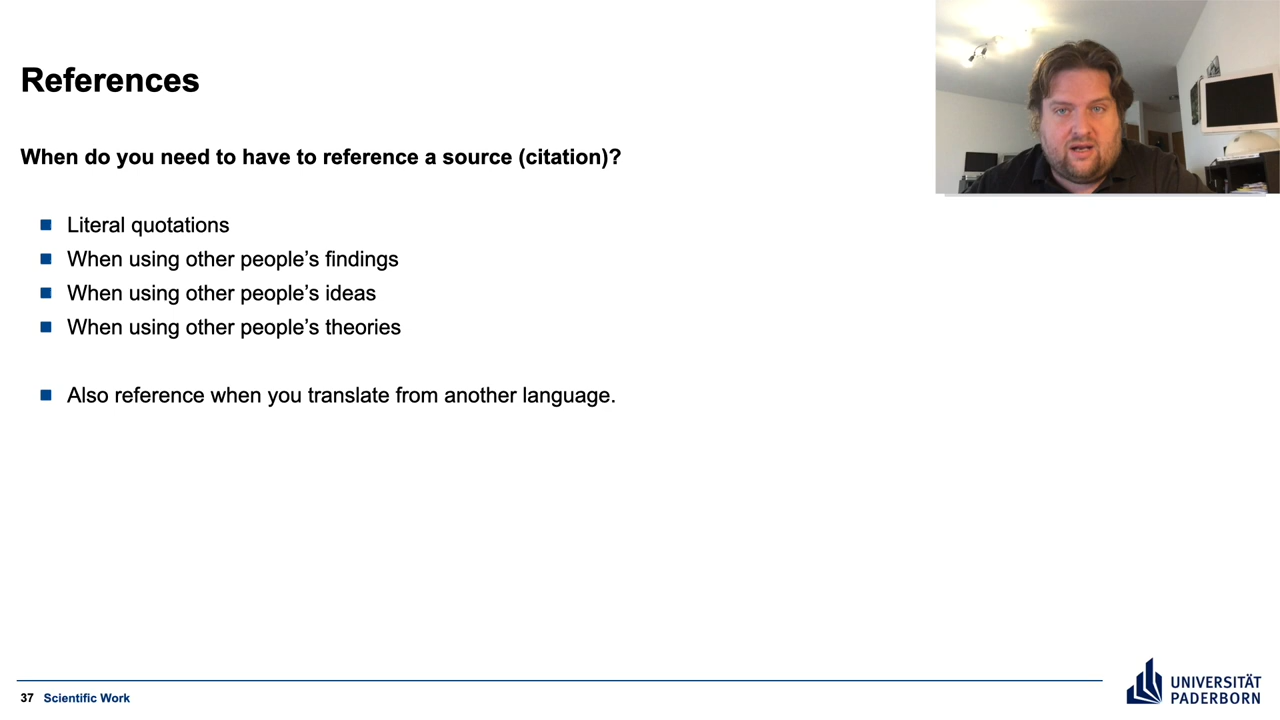 References
When do you need to have to reference a source (citation)?
Literal quotations
When using other people’s findings
When using other people’s ideas
When using other people’s theories
Also reference when you translate from another language.
37 Scientific Work
UNIVERSITÄT
PADERBORN